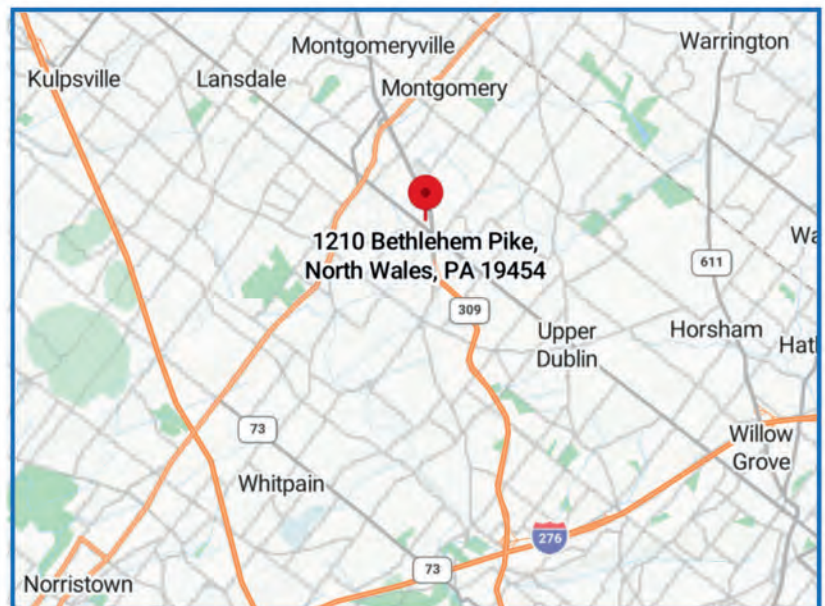 Montgomeryville
Warrington
Kulpsville
Lansdale
Montgomery
1210 Bethlehem Pike,
North Wales, PA 19454
611
309
Upper
Dublin
Horsham
73
Willow
Grove
Whitpain
276
73
Norristown